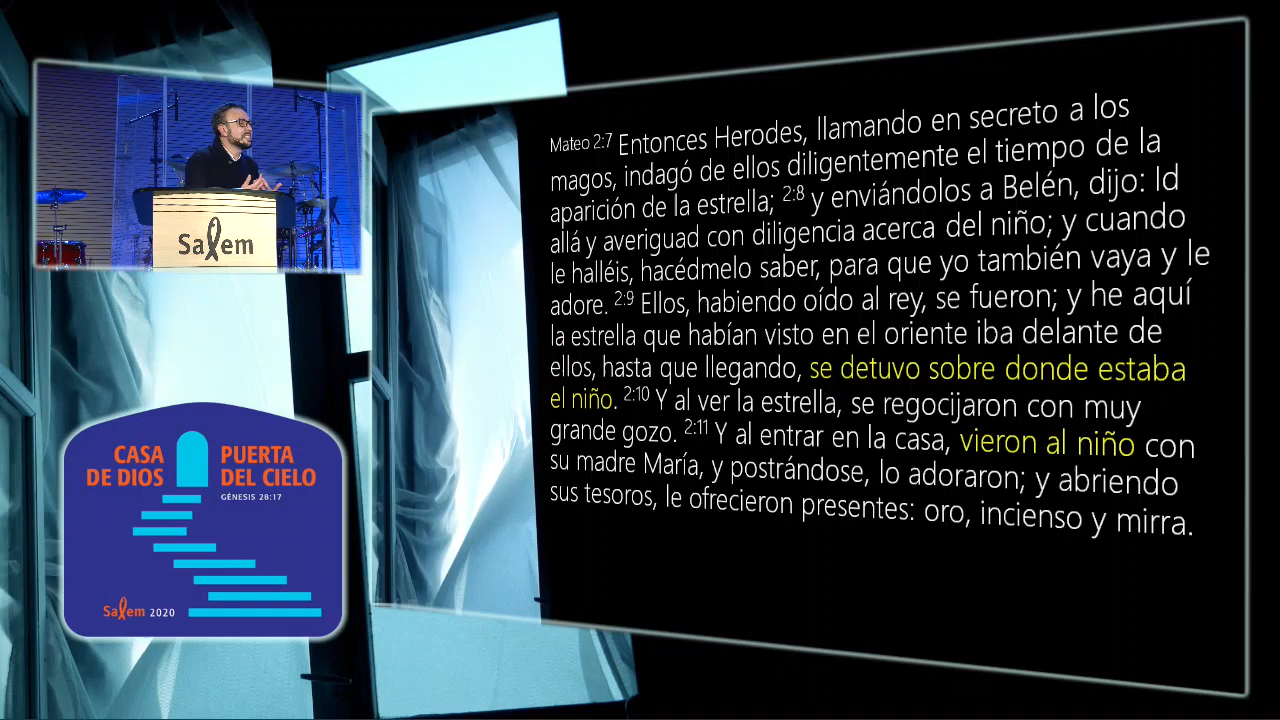 Salem
CASA
DE DIOS
PUERTA
DEL CIELO
GÉNESIS 28:17
Salem 2020
Mateo 2:7 Entonces Herodes, llamando en secreto a los
magos, indagó de ellos diligentemente el tiempo de la
aparición de la estrella; 2:8 y enviándolos a Belén, dijo: Id
allá y averiguad con diligencia acerca del niño; y cuando
le halléis, hacédmelo saber, para que yo también vaya y le
adore. 2:9 Ellos, habiendo oído al rey, se fueron; y he aquí
la estrella que habían visto en el oriente iba delante de
ellos, hasta que llegando, se detuvo sobre donde estaba
el niño. 2:10 Y al ver la estrella, se regocijaron con muy
grande gozo. 2:11 Y al entrar en la casa, vieron al niño con
su madre María, y postrándose, lo adoraron; y abriendo
sus tesoros, le ofrecieron presentes: oro, incienso y mirra.